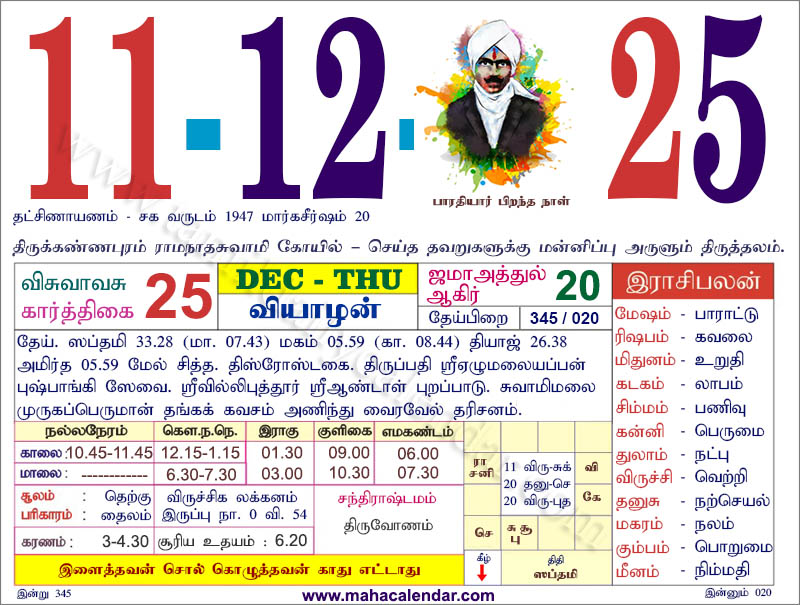 11-12-25
பாரதியார் பிறந்த நாள்
தட்சிணாயணம் - சக வருடம் 1947 மார்கசீர்ஷம் 20
திருக்கண்ணபுரம் ராமநாதசுவாமி கோயில் – செய்த தவறுகளுக்கு மன்னிப்பு அருளும் திருத்தலம்.
விசுவாவசு
கார்த்திகை 25
DEC - THU
வியாழன்
ஜமாஅத்துல்
ஆகிர் 20
தேய்பிறை 345 / 020
தேய். ஸப்தமி 33.28 (மா. 07.43) மகம் 05.59 (கா. 08.44) தியாஜ் 26.38
அமிர்த 05.59 மேல் சித்த. திஸ்ரோஸ்டகை. திருப்பதி ஸ்ரீஏழுமலையப்பன்
புஷ்பாங்கி ஸேவை. ஸ்ரீவில்லிபுத்தூர் ஸ்ரீஆண்டாள் புறப்பாடு. சுவாமிமலை
முருகப்பெருமான் தங்கக் கவசம் அணிந்து வைரவேல் தரிசனம்.
நல்லநேரம் கௌ.ந.நெ. இராகு குளிகை எமகண்டம்
காலை: 10.45-11.45 12.15-1.15 01.30 09.00 06.00
மாலை: ------------ 6.30-7.30 03.00 10.30 07.30
சூலம் : தெற்கு
பரிகாரம் : தைலம்
விருச்சிக லக்கனம்
இருப்பு நா. 0 வி. 54
கரணம் : 3-4.30
சூரிய உதயம் : 6.20
சந்திராஷ்டமம்
திருவோணம்
ரா
சனி
11 விரு-சுக்
20 தனு-செ
20 விரு-புத
வி
கே
செ
சு சூ
பு
கீழ்
திதி
ஸப்தமி
இராசிபலன்
மேஷம் - பாராட்டு
ரிஷபம் - கவலை
மிதுனம் - உறுதி
கடகம் - லாபம்
சிம்மம் - பணிவு
கன்னி - பெருமை
துலாம் - நட்பு
விருச்சி - வெற்றி
தனுசு - நற்செயல்
மகரம் - நலம்
கும்பம் - பொறுமை
மீனம் - நிம்மதி
இளைத்தவன் சொல் கொழுத்தவன் காது எட்டாது
இன்று 345
www.mahacalendar.com
இன்னும் 020